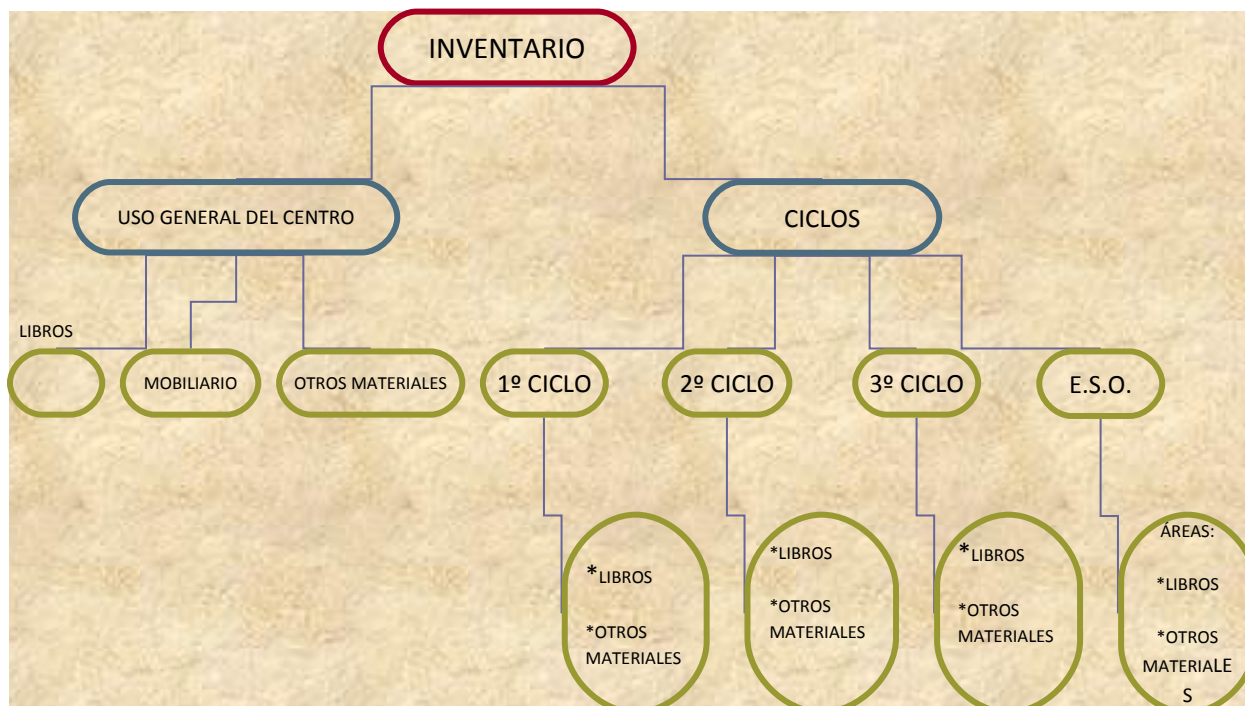 INVENTARIO
USO GENERAL DEL CENTRO
CICLOS
LIBROS
MOBILIARIO
OTROS MATERIALES
1º CICLO
2º CICLO
3º CICLO
E.S.O.
*LIBROS
*OTROS
MATERIALES
*LIBROS
*OTROS
MATERIALES
*LIBROS
*OTROS
MATERIALES
ÁREAS:
*LIBROS
*OTROS
MATERIALE
S